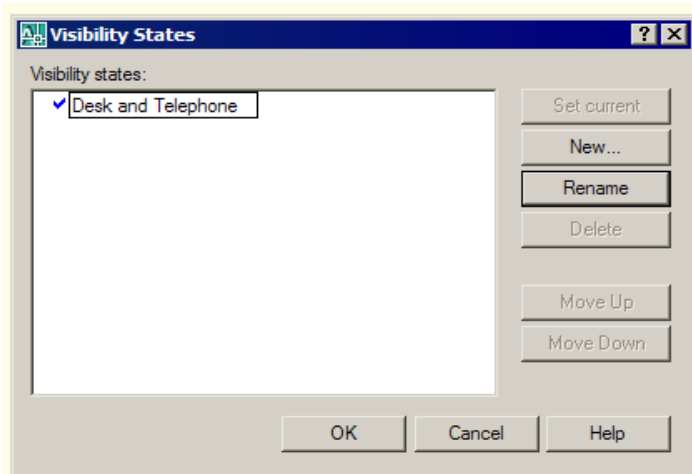 Visibility States
Visibility states:
Desk and Telephone
Set current
New...
Rename
Delete
Move Up
Move Down
OK
Cancel
Help